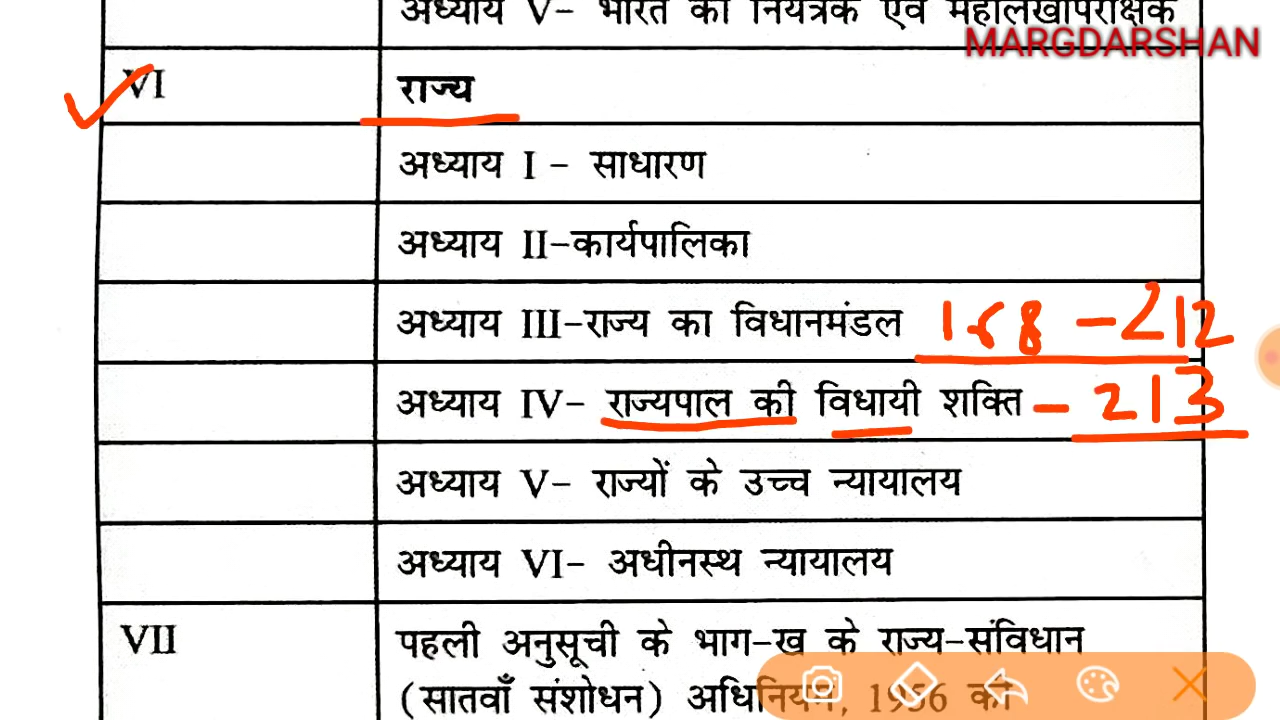 अध्याय V- भारत का नियंत्रक एवं महालेखापरीक्षक
MARGDARSHAN
VI राज्य
अध्याय I - साधारण
अध्याय II-कार्यपालिका
अध्याय III-राज्य का विधानमंडल 168 - 212
अध्याय IV- राज्यपाल की विधायी शक्ति - 213
अध्याय V- राज्यों के उच्च न्यायालय
अध्याय VI- अधीनस्थ न्यायालय
VII पहली अनुसूची के भाग-ख के राज्य-संविधान
(सातवाँ संशोधन) अधिनियम, 1956 की